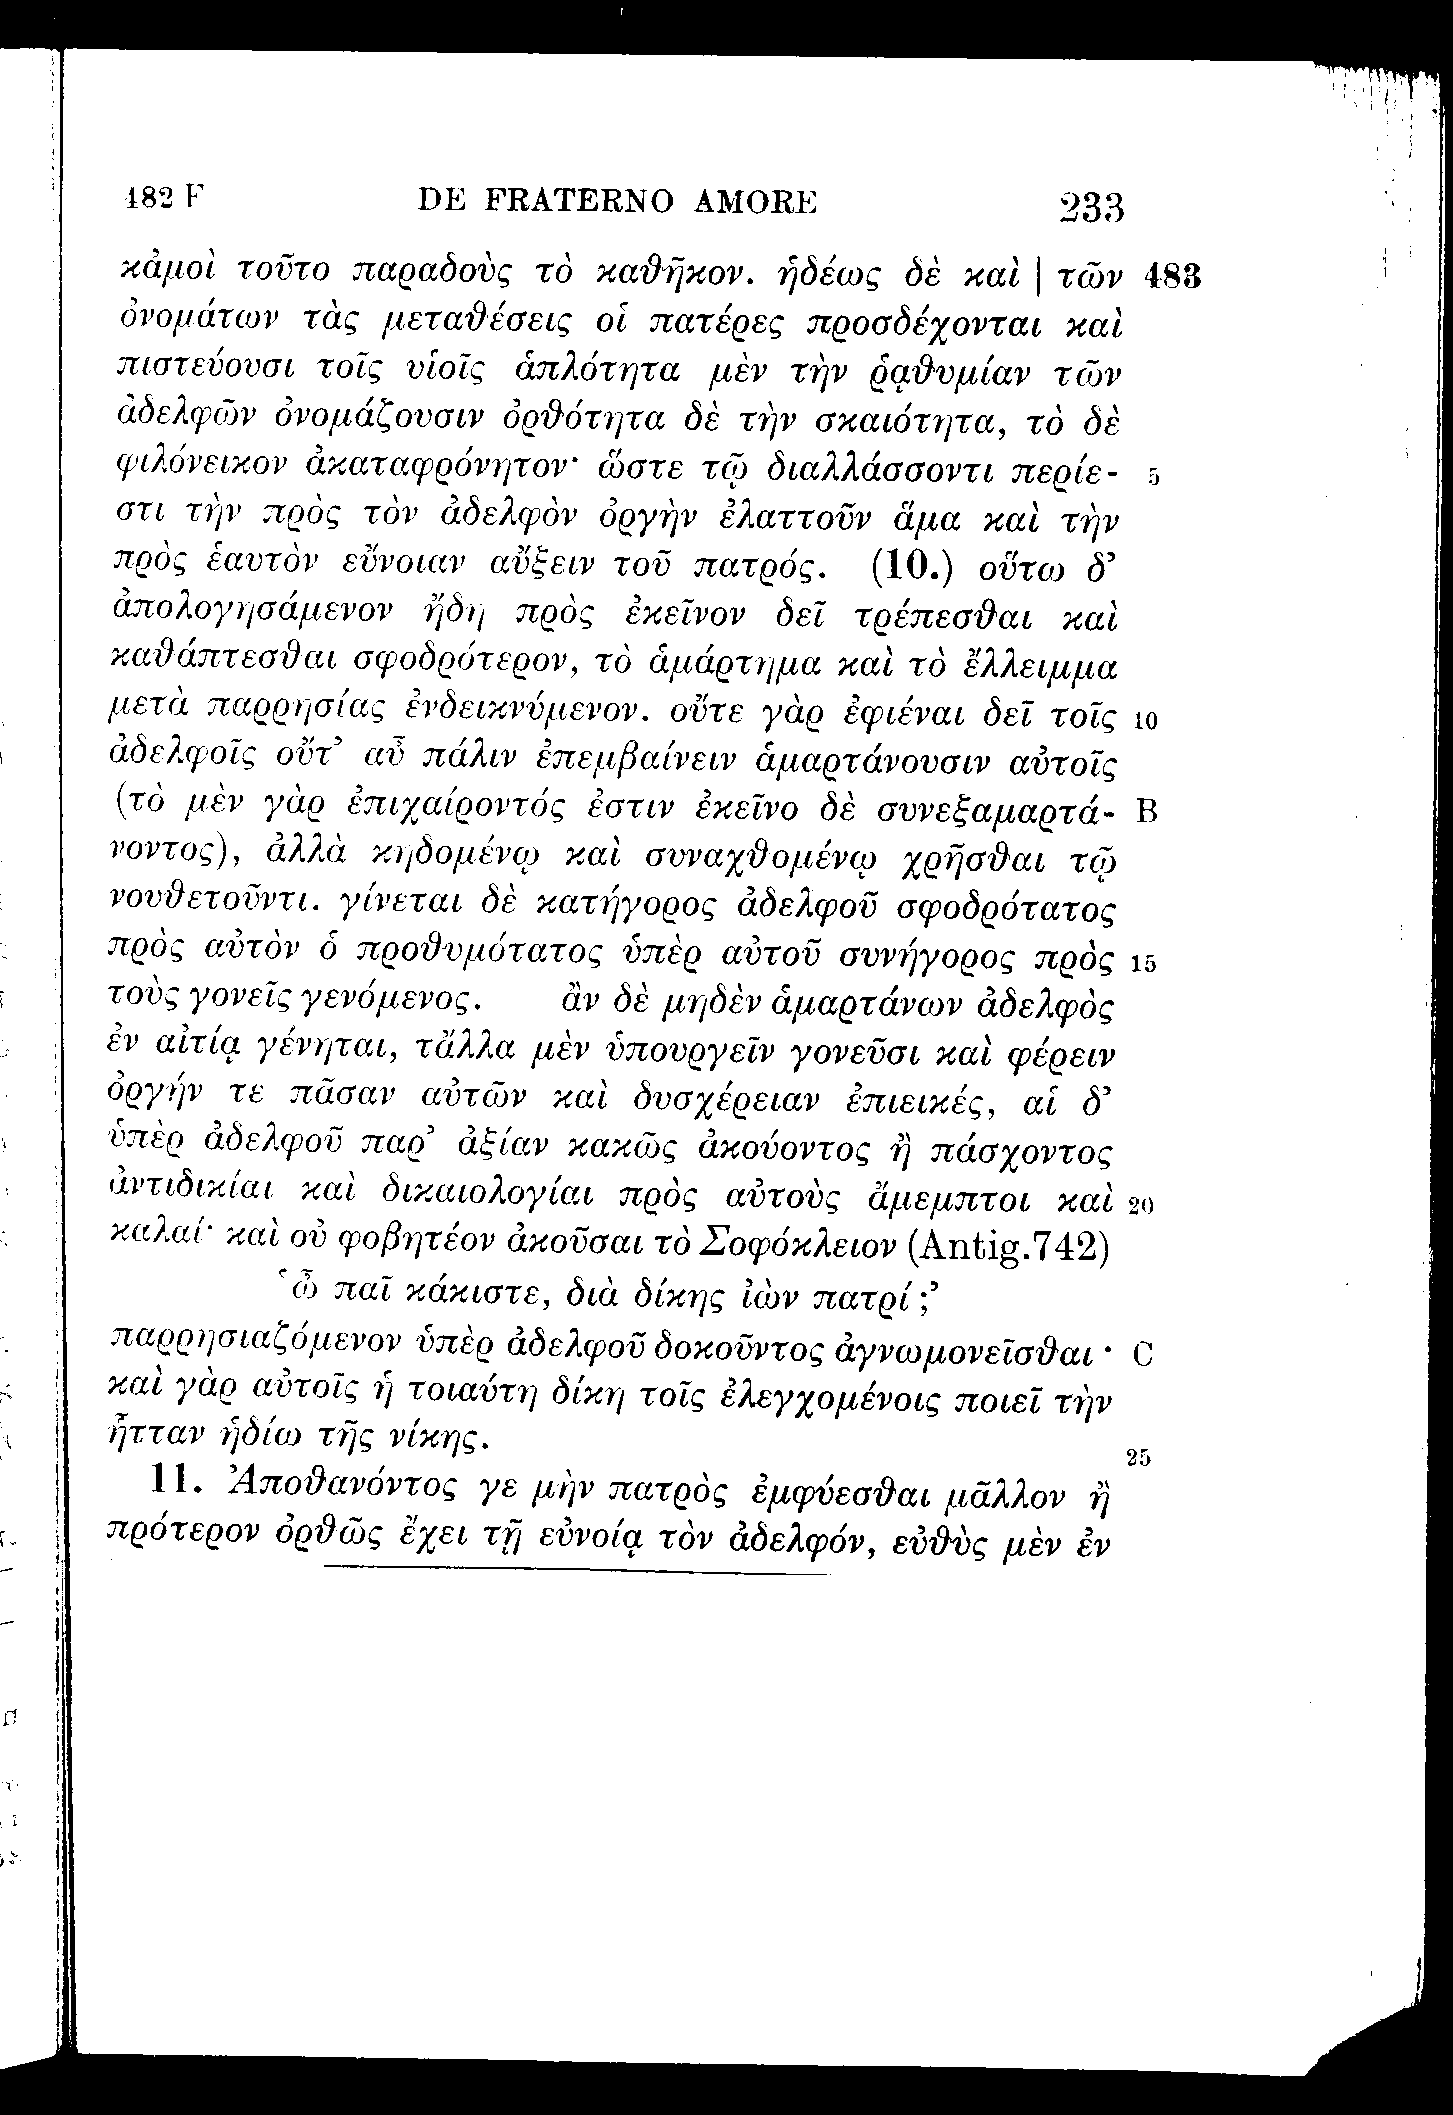 482 F DE FRATERNO AMORE 233
κἀμοὶ τοῦτο παραδοὺς τὸ καθῆκον. ἡδέως δὲ καὶ | τῶν 483
ὀνομάτων τὰς μεταθέσεις οἱ πατέρες προσδέχονται καὶ
πιστεύουσι τοῖς υἱοῖς ἁπλότητα μὲν τὴν ῥᾳθυμίαν τῶν
ἀδελφῶν ὀνομάζουσιν ὀρθότητα δὲ τὴν σκαιότητα, τὸ δὲ
φιλόνεικον ἀκαταφρόνητον· ὥστε τῷ διαλλάσσοντι περίε- 5
στι τὴν πρὸς τὸν ἀδελφὸν ὀργὴν ἐλαττοῦν ἅμα καὶ τὴν
πρὸς ἑαυτὸν εὔνοιαν αὔξειν τοῦ πατρός. (10.) οὕτω δ’
ἀπολογησάμενον ἤδη πρὸς ἐκεῖνον δεῖ τρέπεσθαι καὶ
καθάπτεσθαι σφοδρότερον, τὸ ἁμάρτημα καὶ τὸ ἔλλειμμα
μετὰ παρρησίας ἐνδεικνύμενον. οὔτε γὰρ ἐφιέναι δεῖ τοῖς 10
ἀδελφοῖς οὔτ’ αὖ πάλιν ἐπεμβαίνειν ἁμαρτάνουσιν αὐτοῖς
(τὸ μὲν γὰρ ἐπιχαίροντός ἐστιν ἐκεῖνο δὲ συνεξαμαρτά- B
νοντος), ἀλλὰ κηδομένῳ καὶ συναχθομένῳ χρῆσθαι τῷ
νουθετοῦντι. γίνεται δὲ κατήγορος ἀδελφοῦ σφοδρότατος
πρὸς αὐτὸν ὁ προθυμότατος ὑπὲρ αὐτοῦ συνήγορος πρὸς 15
τοὺς γονεῖς γενόμενος. ἂν δὲ μηδὲν ἁμαρτάνων ἀδελφὸς
ἐν αἰτίᾳ γένηται, τἄλλα μὲν ὑπουργεῖν γονεῦσι καὶ φέρειν
ὀργήν τε πᾶσαν αὐτῶν καὶ δυσχέρειαν ἐπιεικές, αἱ δ’
ὑπὲρ ἀδελφοῦ παρ’ ἀξίαν κακῶς ἀκούοντος ἢ πάσχοντος
ἀντιδικίαι καὶ δικαιολογίαι πρὸς αὐτοὺς ἄμεμπτοι καὶ 20
καλαί· καὶ οὐ φοβητέον ἀκοῦσαι τὸ Σοφόκλειον (Antig.742)
‘ὦ παῖ κάκιστε, διὰ δίκης ἰὼν πατρί;’
παρρησιαζόμενον ὑπὲρ ἀδελφοῦ δοκοῦντος ἀγνωμονεῖσθαι· C
καὶ γὰρ αὐτοῖς ἡ τοιαύτη δίκη τοῖς ἐλεγχομένοις ποιεῖ τὴν
ἧτταν ἡδίω τῆς νίκης. 25
11. Ἀποθανόντος γε μὴν πατρὸς ἐμφύεσθαι μᾶλλον ἢ
πρότερον ὀρθῶς ἔχει τῇ εὐνοίᾳ τὸν ἀδελφόν, εὐθὺς μὲν ἐν